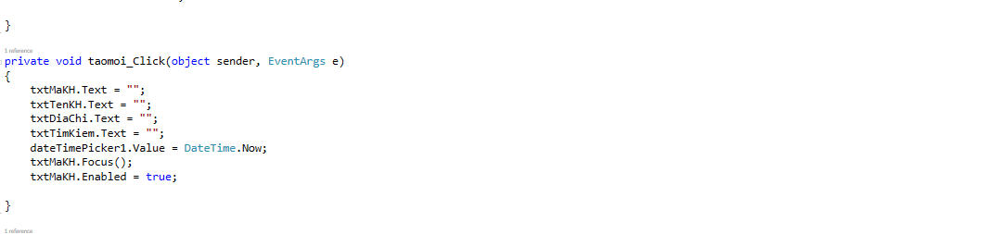 }
1 reference
private void taomoi_Click(object sender, EventArgs e)
{
txtMaKH.Text = "";
txtTenKH.Text = "";
txtDiaChi.Text = "";
txtTimKiem.Text = "";
dateTimePicker1.Value = DateTime.Now;
txtMaKH.Focus();
txtMaKH.Enabled = true;
}
1 reference